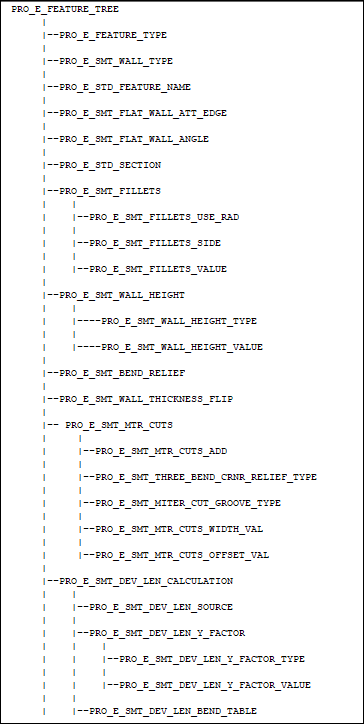 PRO_E_FEATURE_TREE
|--PRO_E_FEATURE_TYPE
|--PRO_E_SMT_WALL_TYPE
|--PRO_E_STD_FEATURE_NAME
|--PRO_E_SMT_FLAT_WALL_ATT_EDGE
|--PRO_E_SMT_FLAT_WALL_ANGLE
|--PRO_E_STD_SECTION
|--PRO_E_SMT_FILLETS
|--PRO_E_SMT_FILLETS_USE_RAD
|--PRO_E_SMT_FILLETS_SIDE
|--PRO_E_SMT_FILLETS_VALUE
|--PRO_E_SMT_WALL_HEIGHT
|----PRO_E_SMT_WALL_HEIGHT_TYPE
|----PRO_E_SMT_WALL_HEIGHT_VALUE
|--PRO_E_SMT_BEND_RELIEF
|--PRO_E_SMT_WALL_THICKNESS_FLIP
|-- PRO_E_SMT_MTR_CUTS
|--PRO_E_SMT_MTR_CUTS_ADD
|--PRO_E_SMT_THREE_BEND_CRNR_RELIEF_TYPE
|--PRO_E_SMT_MITER_CUT_GROOVE_TYPE
|--PRO_E_SMT_MTR_CUTS_WIDTH_VAL
|--PRO_E_SMT_MTR_CUTS_OFFSET_VAL
|--PRO_E_SMT_DEV_LEN_CALCULATION
|--PRO_E_SMT_DEV_LEN_SOURCE
|--PRO_E_SMT_DEV_LEN_Y_FACTOR
|--PRO_E_SMT_DEV_LEN_Y_FACTOR_TYPE
|--PRO_E_SMT_DEV_LEN_Y_FACTOR_VALUE
|--PRO_E_SMT_DEV_LEN_BEND_TABLE